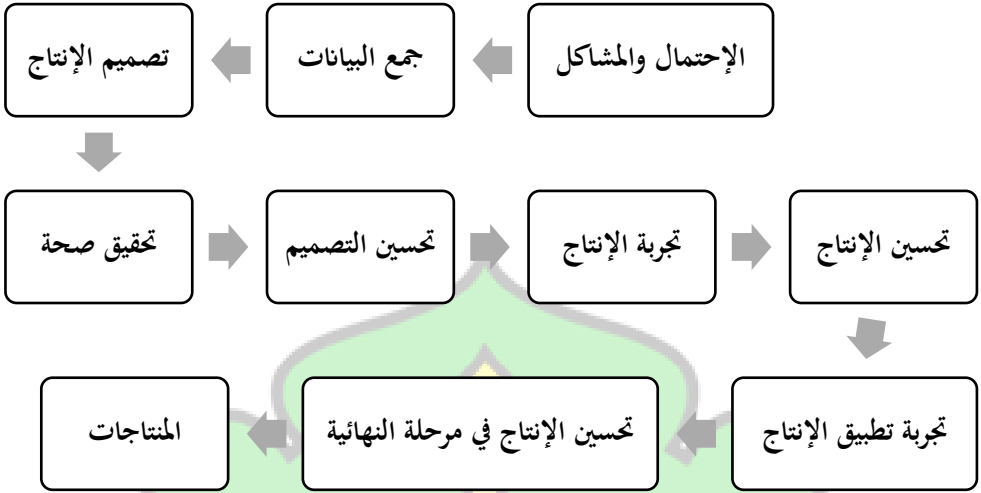 الإحتمال والمشاكل
جمع البيانات
تصميم الإنتاج
تحقيق صحة
تحسين التصميم
تجربة الإنتاج
تحسين الإنتاج
تجربة تطبيق الإنتاج
تحسين الإنتاج في مرحلة النهائية
المنتاجات